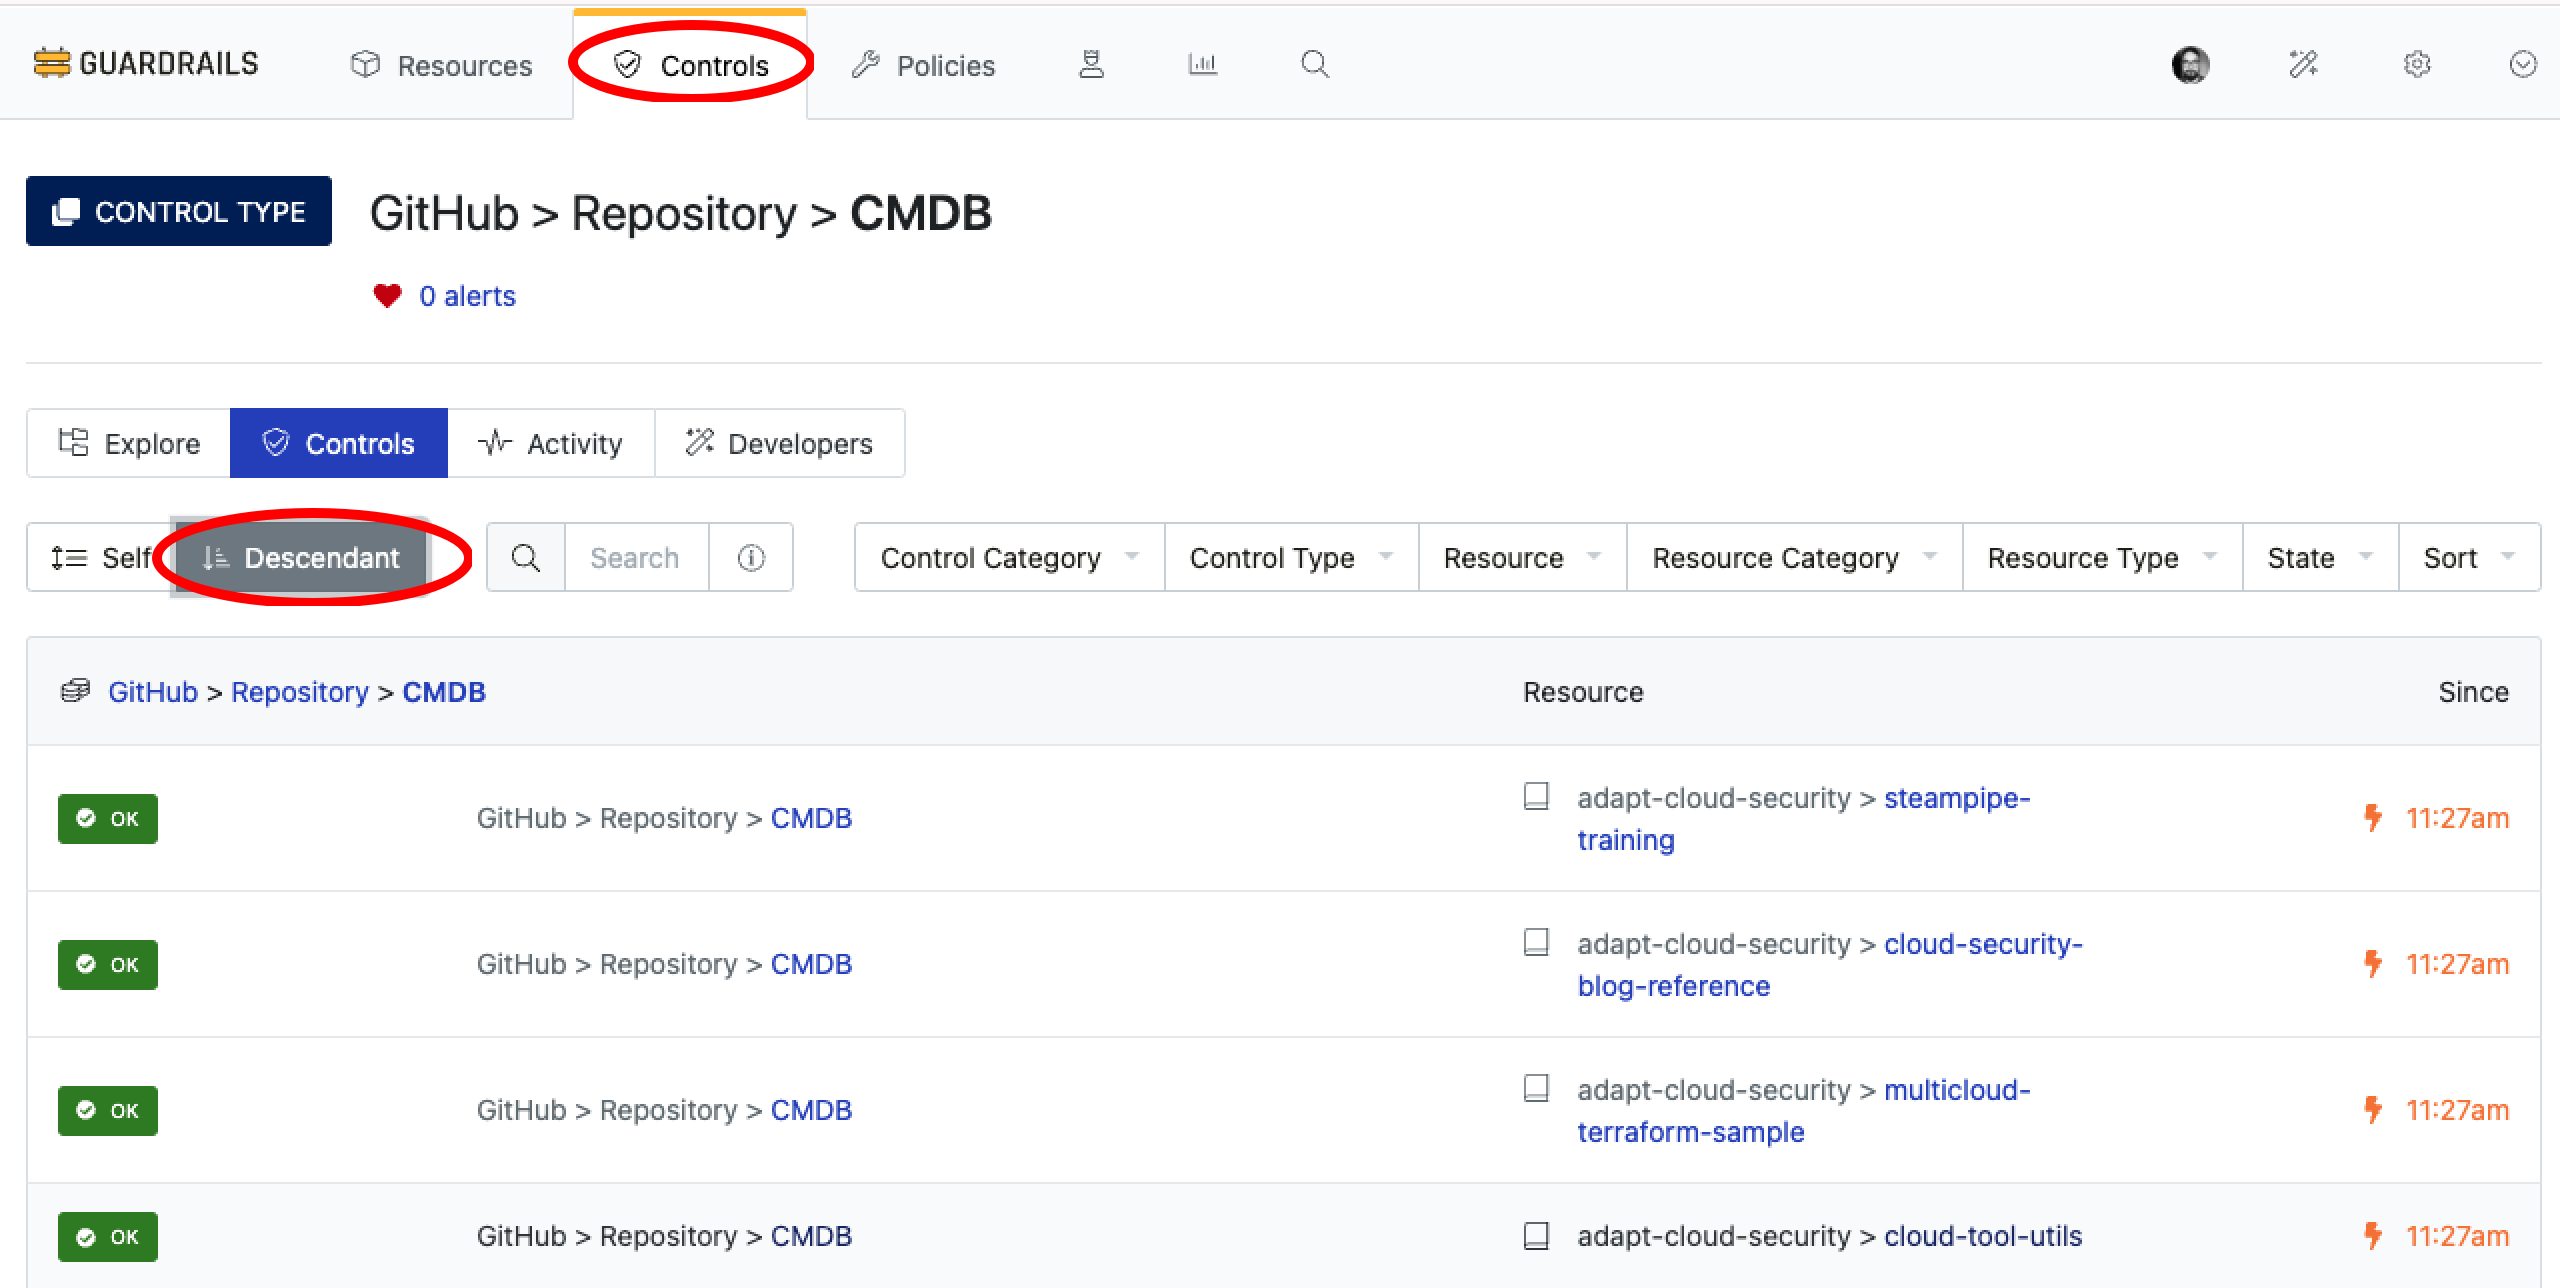 GUARDRAILS Resources Controls Policies
CONTROL TYPE GitHub > Repository > CMDB
0 alerts
Explore Controls Activity Developers
Self Descendant Search Control Category Control Type Resource Resource Category Resource Type State Sort
GitHub > Repository > CMDB Resource Since
OK GitHub > Repository > CMDB adapt-cloud-security > steampipe- 11:27am
training
OK GitHub > Repository > CMDB adapt-cloud-security > cloud-security- 11:27am
blog-reference
OK GitHub > Repository > CMDB adapt-cloud-security > multicloud- 11:27am
terraform-sample
OK GitHub > Repository > CMDB adapt-cloud-security > cloud-tool-utils 11:27am